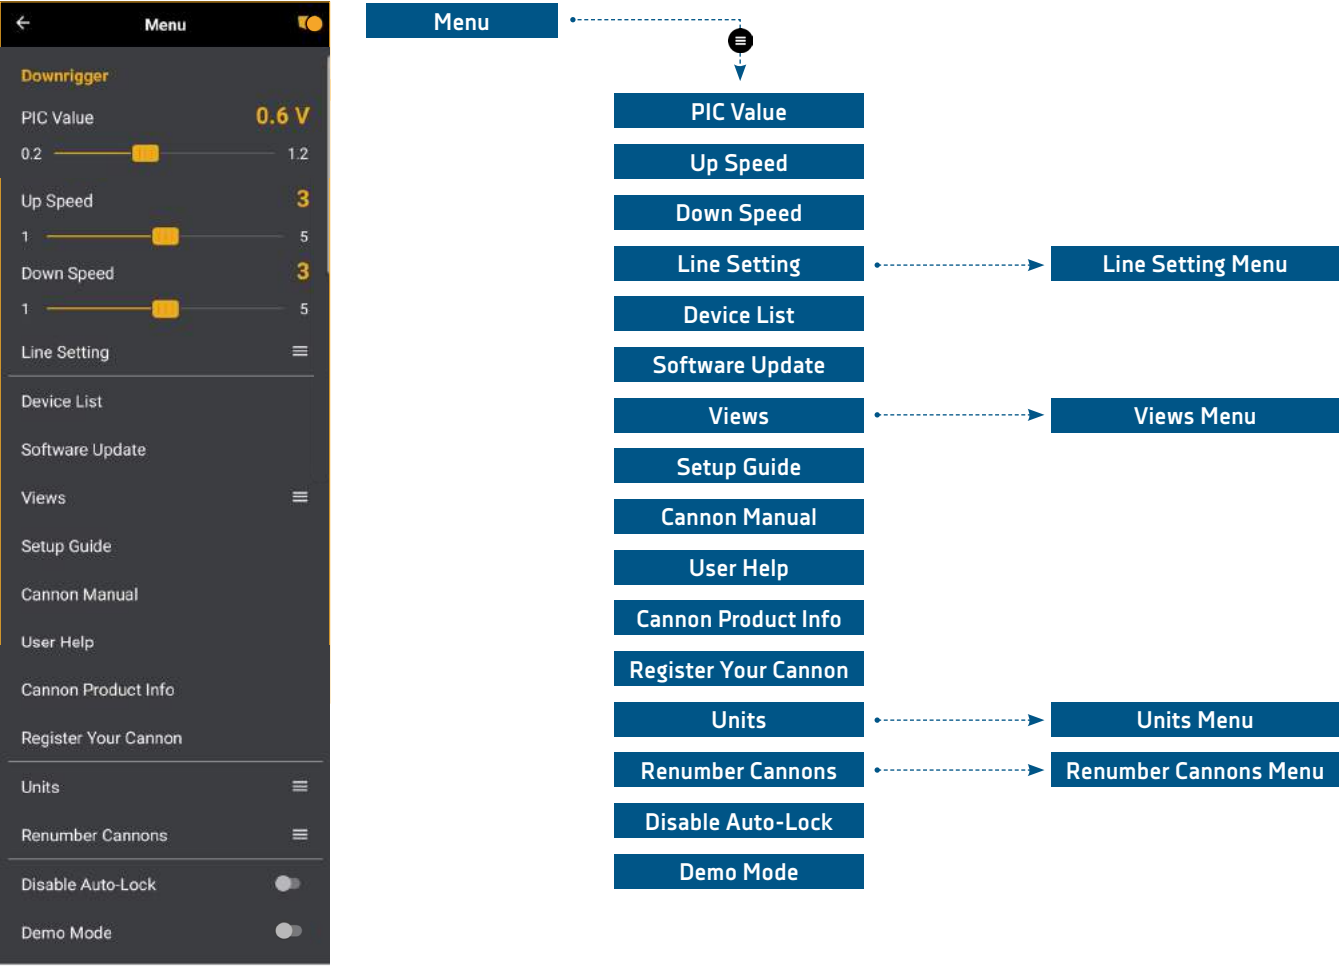 Menu
Downrigger
PIC Value 0.6 V
0.2 1.2
Up Speed 3
1 5
Down Speed 3
1 5
Line Setting
Device List
Software Update
Views
Setup Guide
Cannon Manual
User Help
Cannon Product Info
Register Your Cannon
Units
Renumber Cannons
Disable Auto-Lock
Demo Mode
Menu
PIC Value
Up Speed
Down Speed
Line Setting Line Setting Menu
Device List
Software Update
Views Views Menu
Setup Guide
Cannon Manual
User Help
Cannon Product Info
Register Your Cannon
Units Units Menu
Renumber Cannons Renumber Cannons Menu
Disable Auto-Lock
Demo Mode